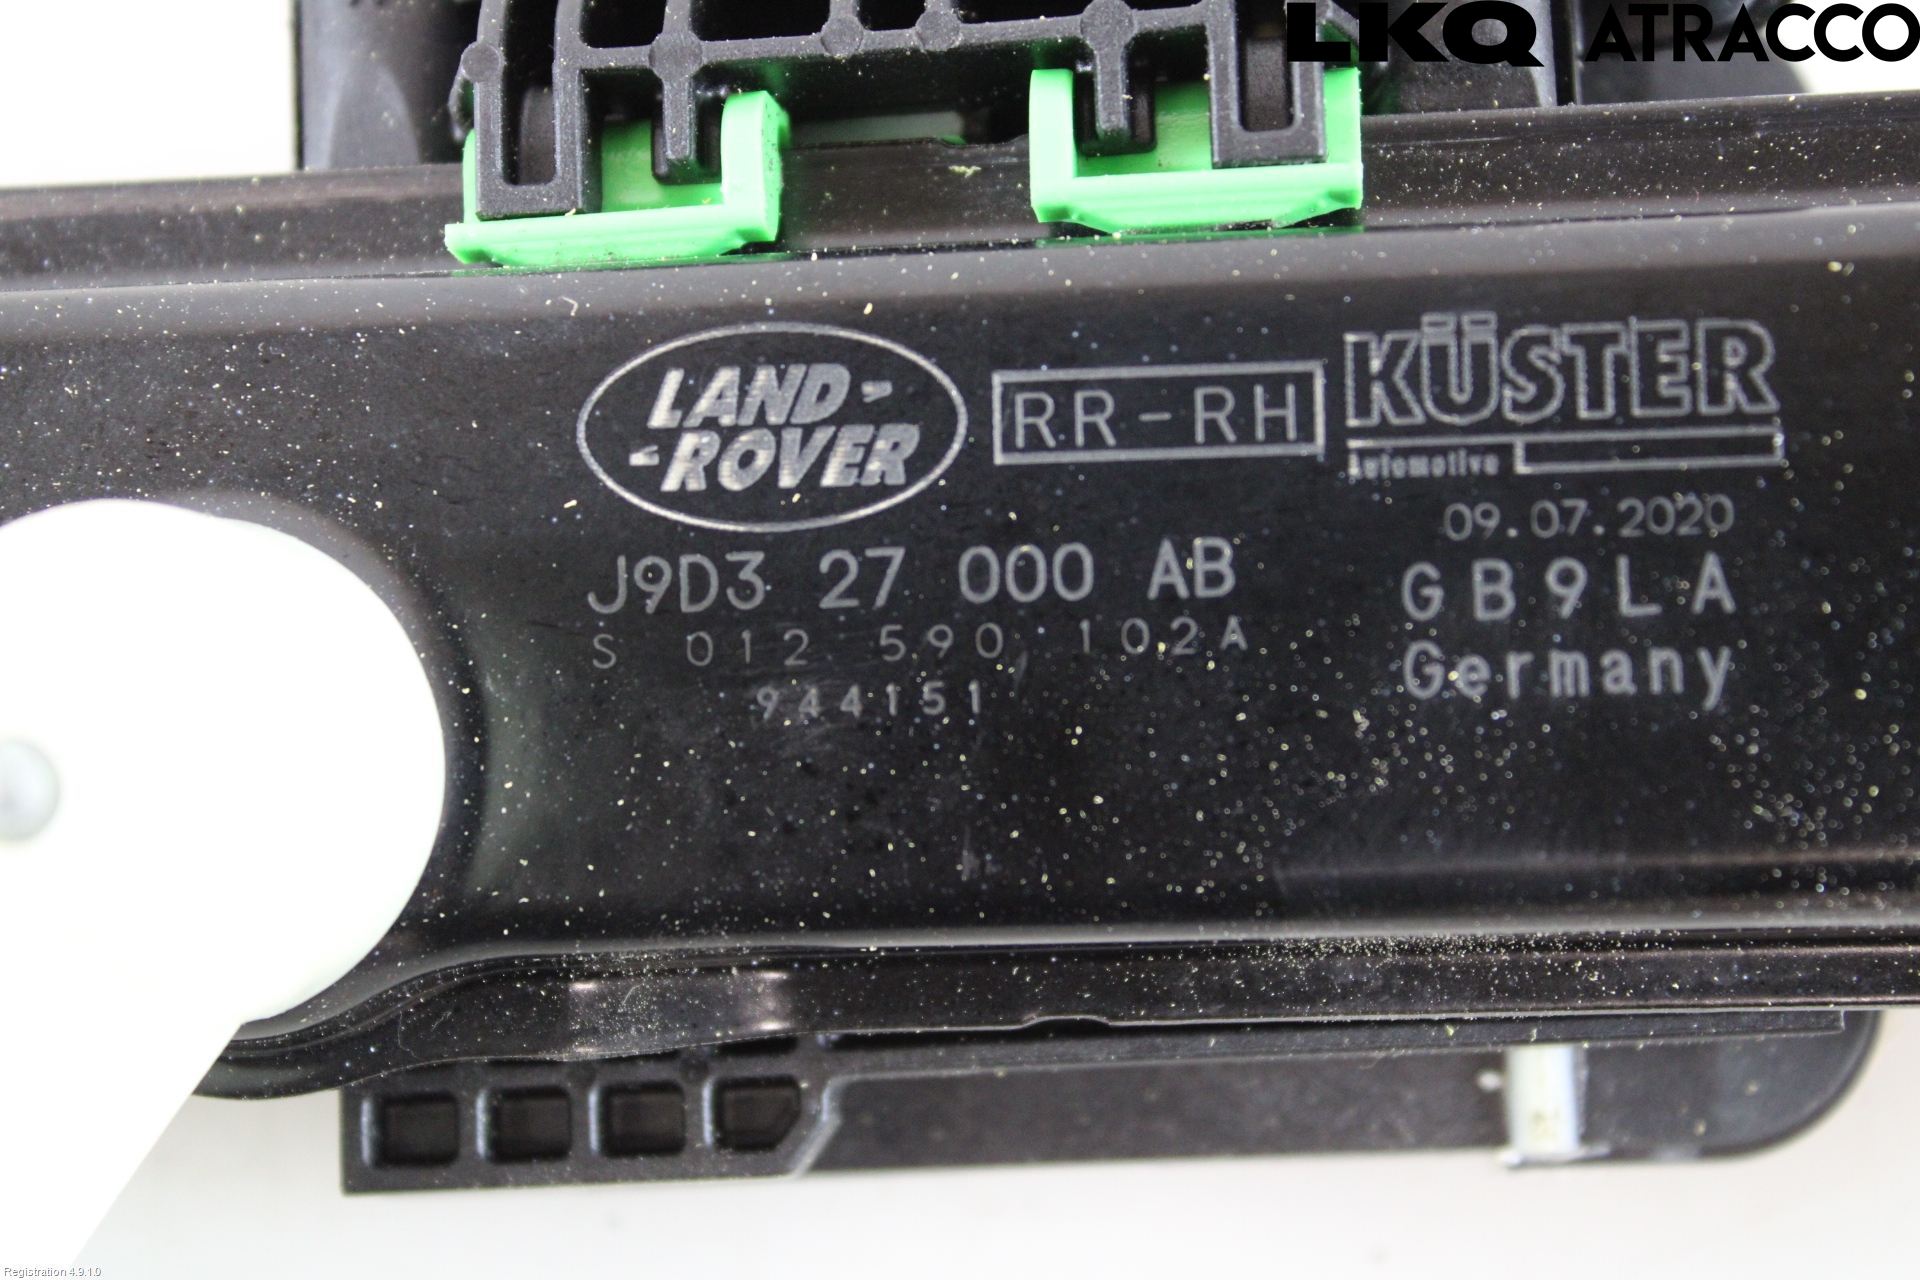 LKQ ATRACCO
LAND-
-ROVER
RR-RH
KÜSTER
Automotive
09.07.2020
J9D3 27 000 AB
GB9LA
S 012 590 102A
Germany
944151
Registration 4.9.1.0